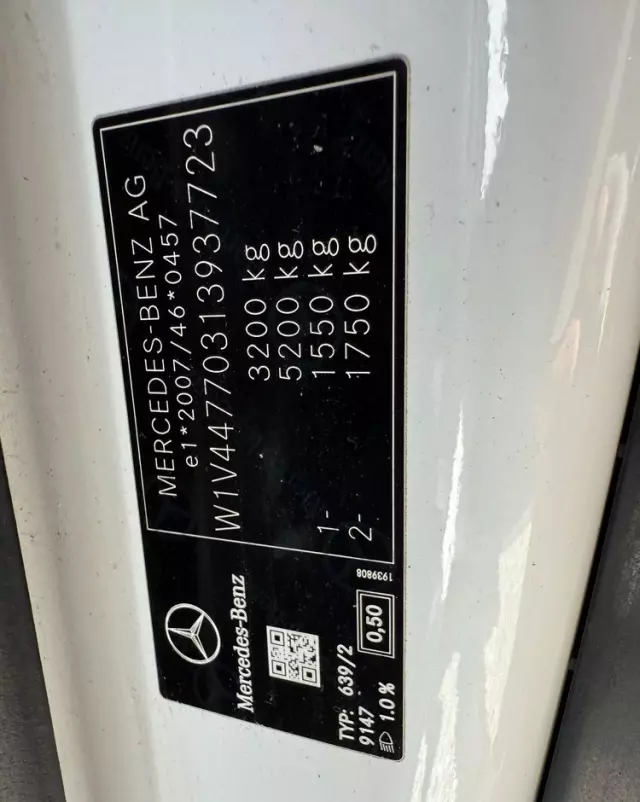 MERCEDES-BENZ AG
e1*2007/46*0457
W1V44770313937723
3200 kg
5200 kg
1- 1550 kg
2- 1750 kg
Mercedes-Benz
TYP: 639/2
9147
1.0%
0,50
1939808